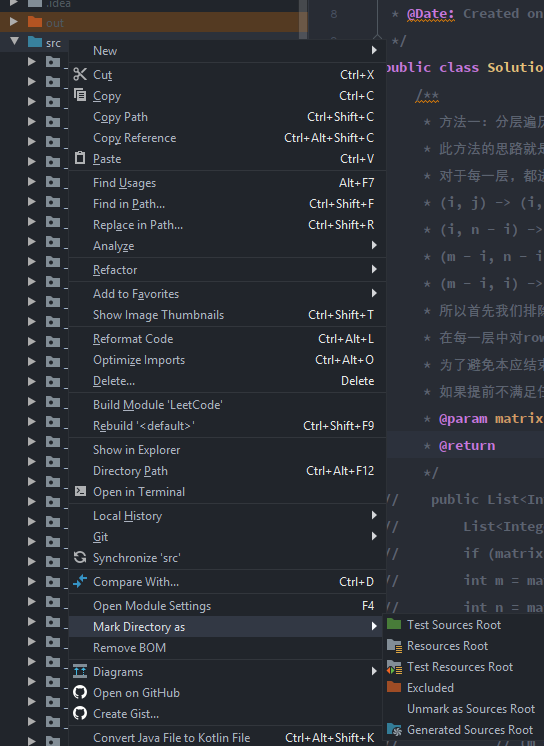 .idea
out
src
New
Cut Ctrl+X
Copy Ctrl+C
Copy Path Ctrl+Shift+C
Copy Reference Ctrl+Alt+Shift+C
Paste Ctrl+V
Find Usages Alt+F7
Find in Path... Ctrl+Shift+F
Replace in Path... Ctrl+Shift+R
Analyze
Refactor
Add to Favorites
Show Image Thumbnails Ctrl+Shift+T
Reformat Code Ctrl+Alt+L
Optimize Imports Ctrl+Alt+O
Delete... Delete
Build Module 'LeetCode'
Rebuild '<default>' Ctrl+Shift+F9
Show in Explorer
Directory Path Ctrl+Alt+F12
Open in Terminal
Local History
Git
Synchronize 'src'
Compare With... Ctrl+D
Open Module Settings F4
Mark Directory as
Remove BOM
Diagrams
Open on GitHub
Create Gist...
Convert Java File to Kotlin File Ctrl+Alt+Shift+K
Test Sources Root
Resources Root
Test Resources Root
Excluded
Unmark as Sources Root
Generated Sources Root
8 * @Date: Created on
*/
public class Solutio
/**
* 方法一: 分层遍历
* 此方法的思路就是
* 对于每一层, 都
* (i, j) -> (i,
* (i, n - i) ->
* (m - i, n - i
* (m - i, i) ->
* 所以首先我们排除
* 在每一层中对row
* 为了避免本应结束
* 如果提前不满足任
* @param matrix
* @return
*/
// public List<In
// List<Integ
// if (matrix
// int m = ma
// int n = ma